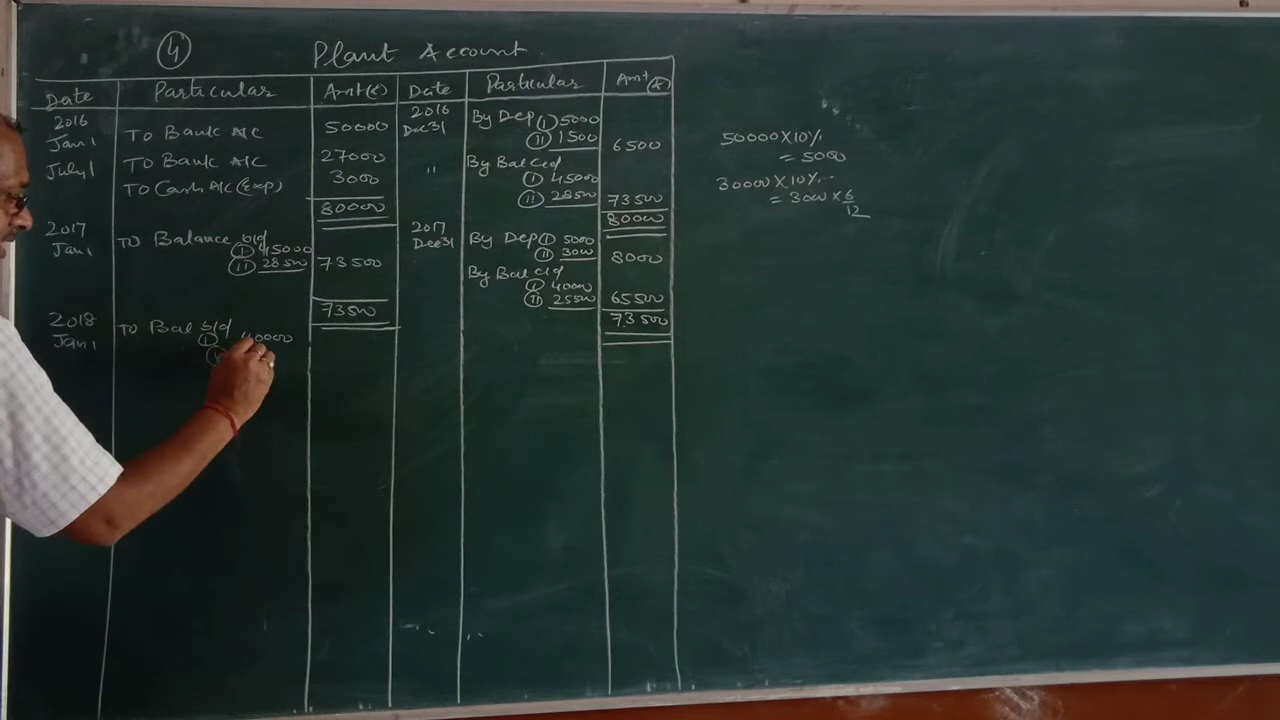 4 Plant Account
Date Particular Amt(₹) Date Particular Amt(₹)
2016 Jan 1 To Bank A/c 50000
July 1 To Bank A/c 27000
To Cash A/c (Exp) 3000
80000
2016 Dec 31 By Dep I 5000
II 1500 6500
" By Bal c/d
I 45000
II 28500 73500
80000
2017 Jan 1 To Balance b/d
I 45000
II 28500 73500
73500
2017 Dec 31 By Dep I 5000
II 3000 8000
By Bal c/d
I 40000
II 25500 65500
73500
2018 Jan 1 To Bal b/d
I 40000
50000 X 10%
= 5000
30000 X 10%
= 3000 x 6/12